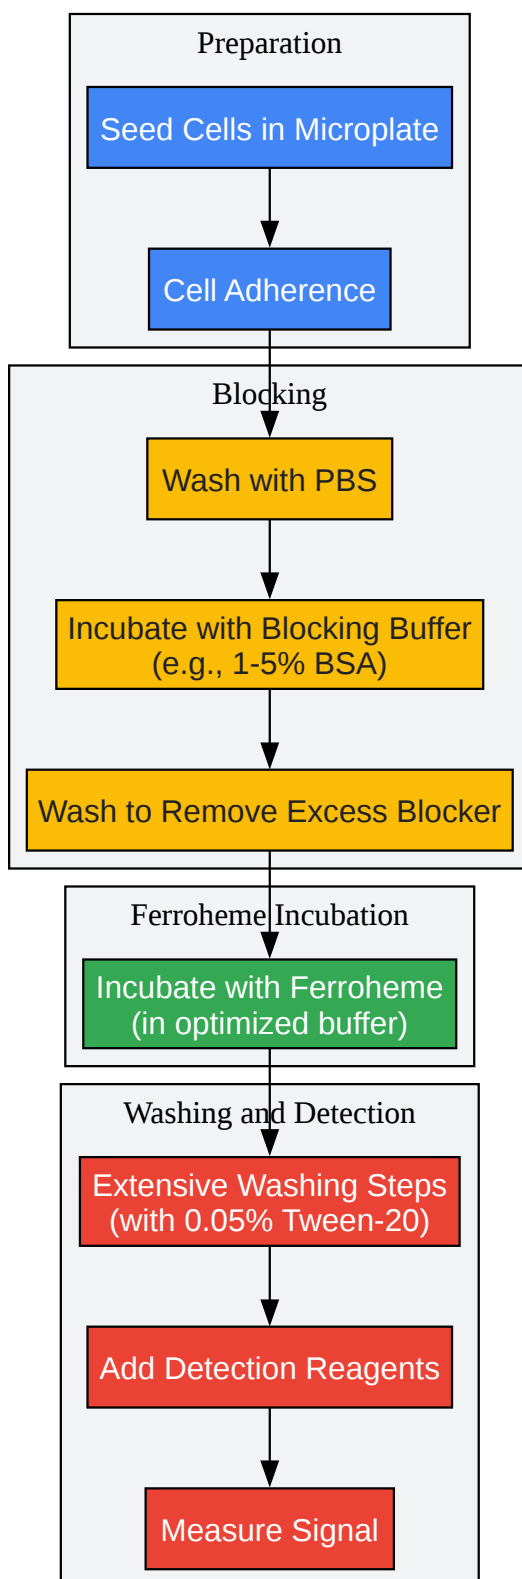 Preparation
Seed Cells in Microplate
Cell Adherence
Blocking
Wash with PBS
Incubate with Blocking Buffer
(e.g., 1-5% BSA)
Wash to Remove Excess Blocker
Ferroheme Incubation
Incubate with Ferroheme
(in optimized buffer)
Washing and Detection
Extensive Washing Steps
(with 0.05% Tween-20)
Add Detection Reagents
Measure Signal